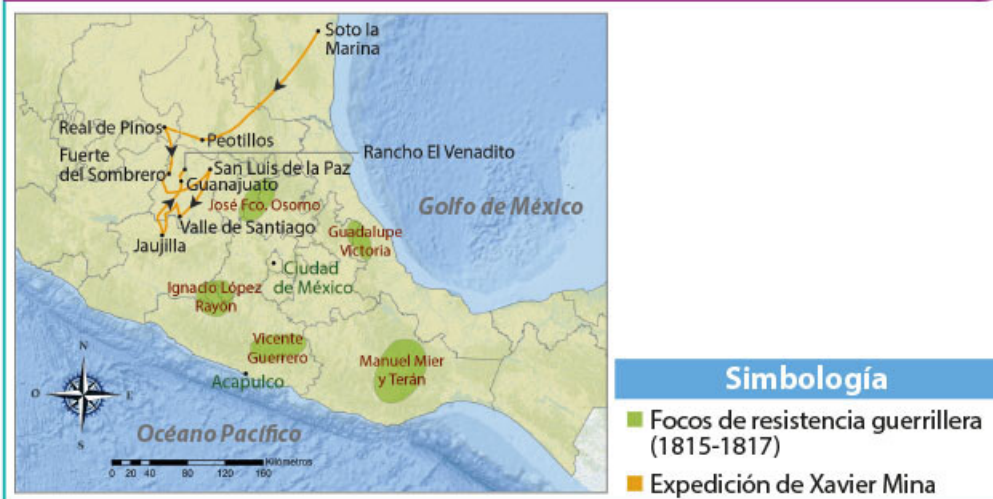 Soto la
Marina
Real de Pinos
Peotillos
Rancho El Venadito
Fuerte
del Sombrero
San Luis de la Paz
Guanajuato
José Fco. Osorno
Golfo de México
Valle de Santiago
Guadalupe
Victoria
Jaujilla
Ciudad
de México
Ignacio López
Rayón
Vicente
Guerrero
Manuel Mier
y Terán
Acapulco
N
O
E
S
Océano Pacífico
Kilómetros
0 20 40 80 120 160
Simbología
Focos de resistencia guerrillera
(1815-1817)
Expedición de Xavier Mina